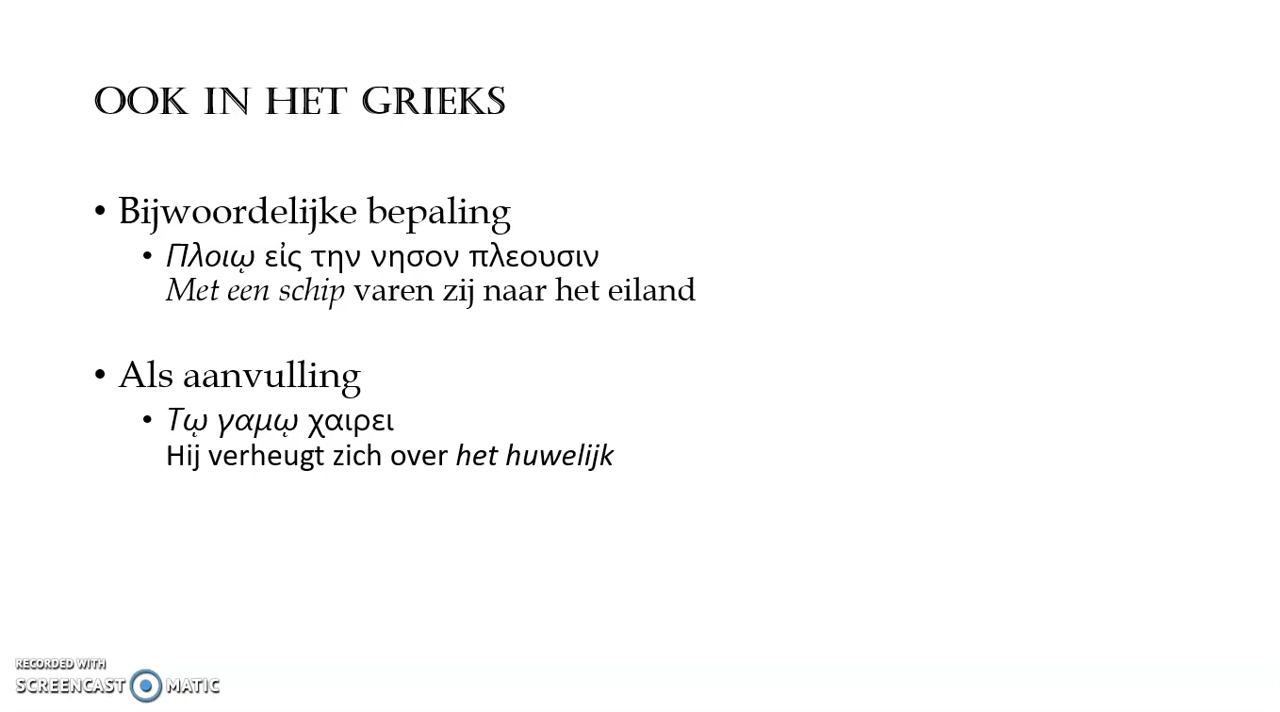 OOK IN HET GRIEKS
• Bijwoordelijke bepaling
• Πλοιῳ εἰς την νησον πλεουσιν
Met een schip varen zij naar het eiland
• Als aanvulling
• Τῳ γαμῳ χαιρει
Hij verheugt zich over het huwelijk
RECORDED WITH
SCREENCAST MATIC